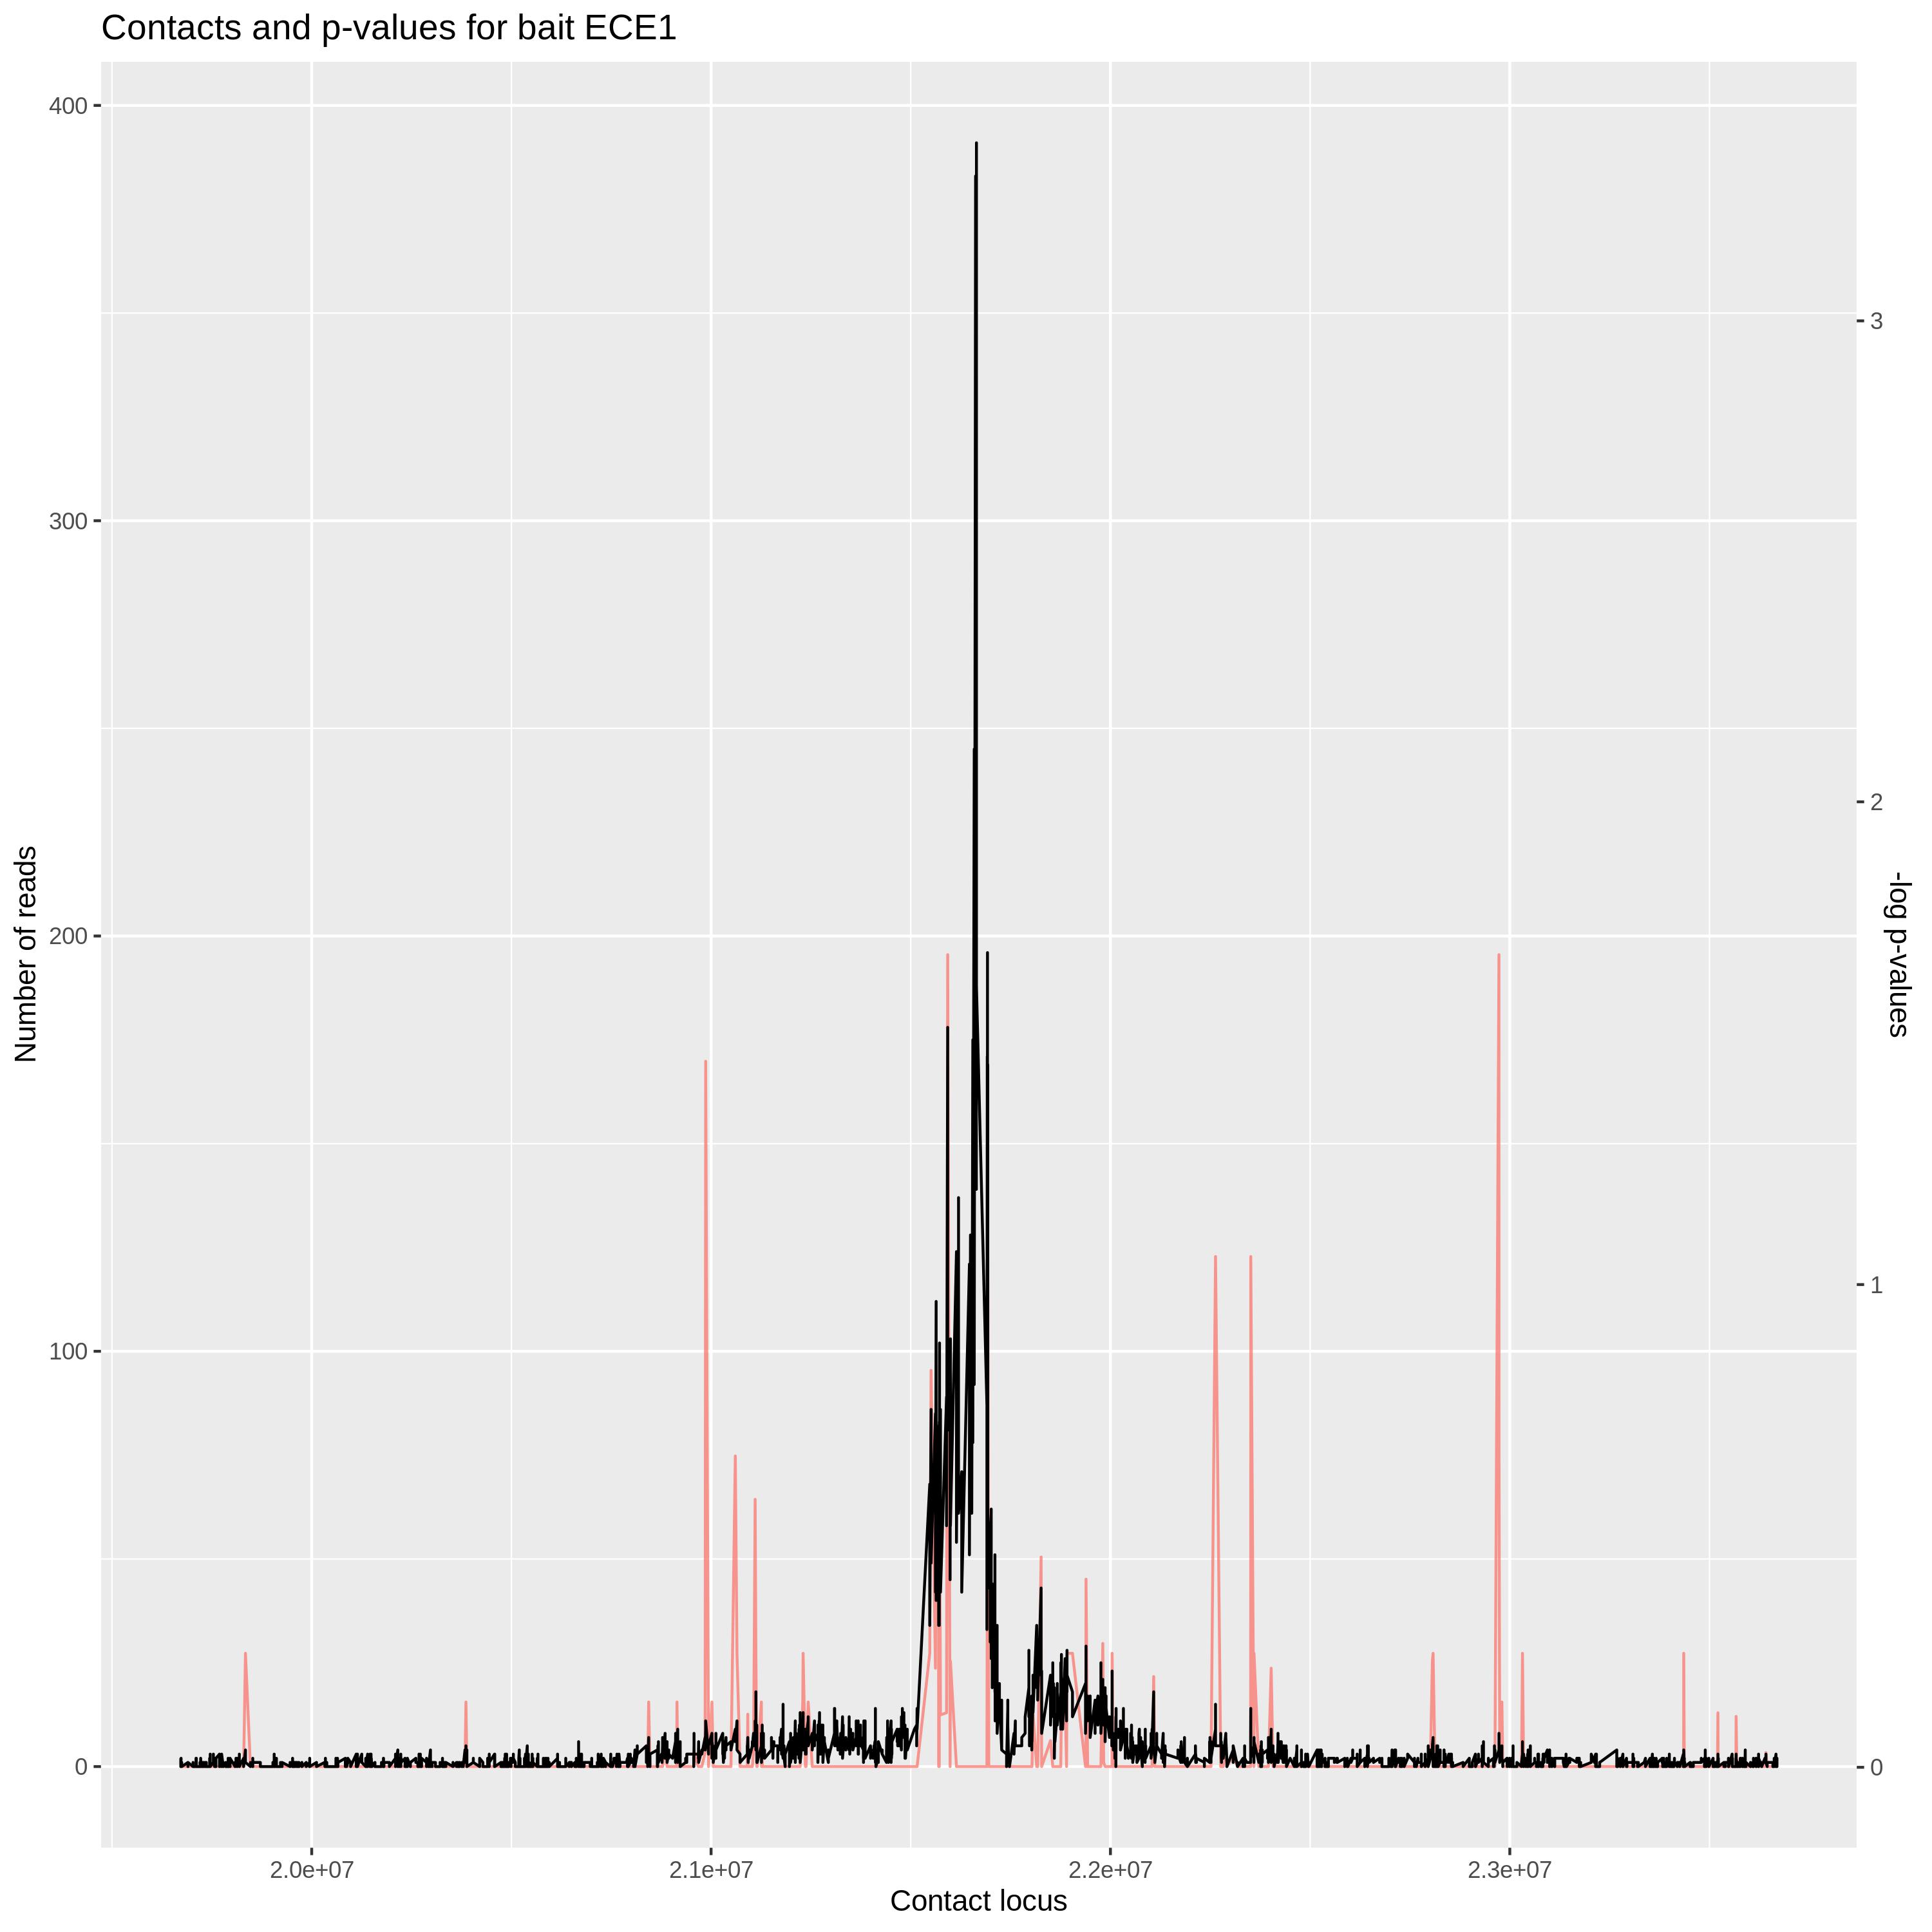 Contacts and p-values for bait ECE1
400
300
200
100
0
Number of reads
3
2
1
0
-log p-values
2.0e+07
2.1e+07
2.2e+07
2.3e+07
Contact locus